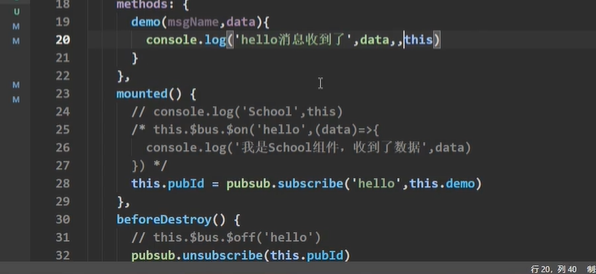 U
M
M
M
M
18 methods: {
19 demo(msgName,data){
20 console.log('hello消息收到了',data,,this)
21 }
22 },
23 mounted() {
24 // console.log('School',this)
25 /* this.$bus.$on('hello',(data)=>{
26 console.log('我是School组件，收到了数据',data)
27 }) */
28 this.pubId = pubsub.subscribe('hello',this.demo)
29 },
30 beforeDestroy() {
31 // this.$bus.$off('hello')
32 pubsub.unsubscribe(this.pubId)
行 20，列 40 制